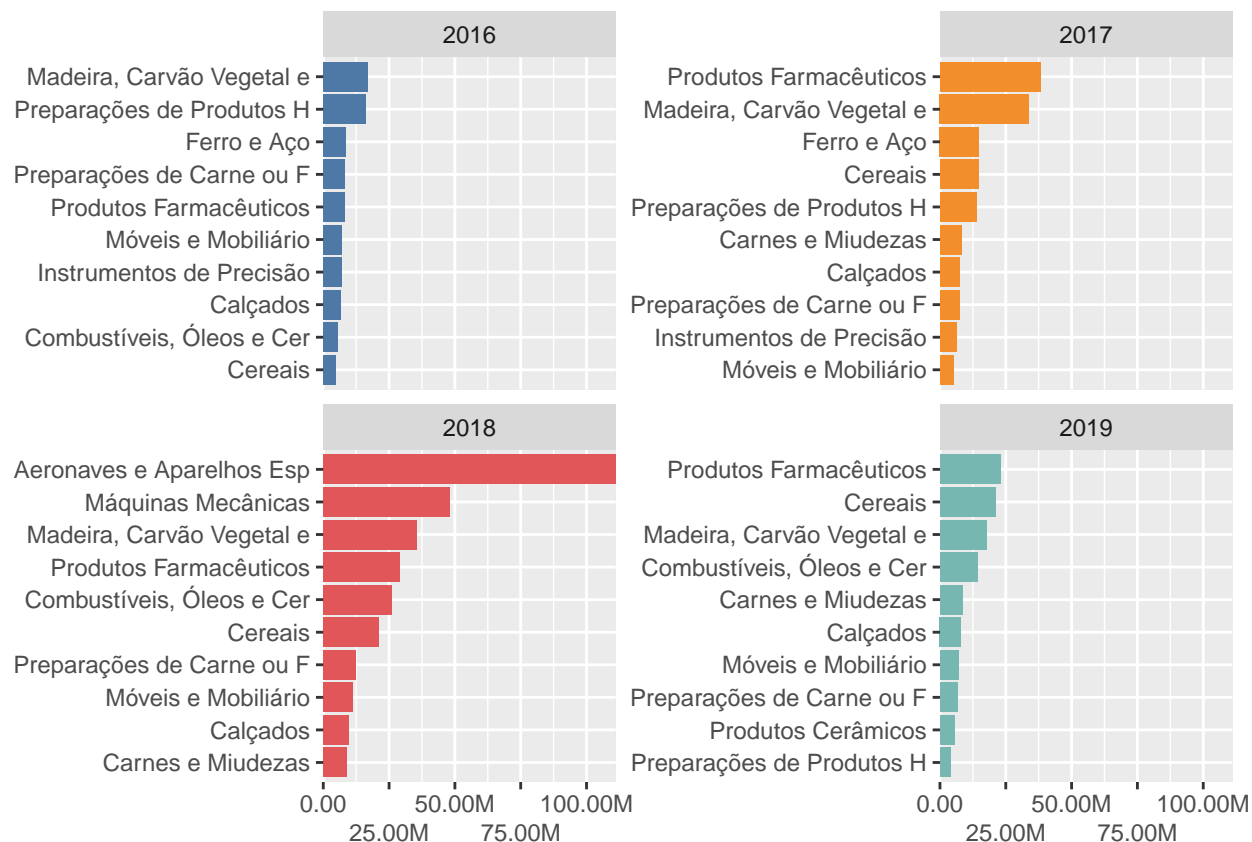 2016
Madeira, Carvão Vegetal e
Preparações de Produtos H
Ferro e Aço
Preparações de Carne ou F
Produtos Farmacêuticos
Móveis e Mobiliário
Instrumentos de Precisão
Calçados
Combustíveis, Óleos e Cer
Cereais
2017
Produtos Farmacêuticos
Madeira, Carvão Vegetal e
Ferro e Aço
Cereais
Preparações de Produtos H
Carnes e Miudezas
Calçados
Preparações de Carne ou F
Instrumentos de Precisão
Móveis e Mobiliário
2018
Aeronaves e Aparelhos Esp
Máquinas Mecânicas
Madeira, Carvão Vegetal e
Produtos Farmacêuticos
Combustíveis, Óleos e Cer
Cereais
Preparações de Carne ou F
Móveis e Mobiliário
Calçados
Carnes e Miudezas
0.00 50.00M 100.00M
25.00M 75.00M
2019
Produtos Farmacêuticos
Cereais
Madeira, Carvão Vegetal e
Combustíveis, Óleos e Cer
Carnes e Miudezas
Calçados
Móveis e Mobiliário
Preparações de Carne ou F
Produtos Cerâmicos
Preparações de Produtos H
0.00 50.00M 100.00M
25.00M 75.00M